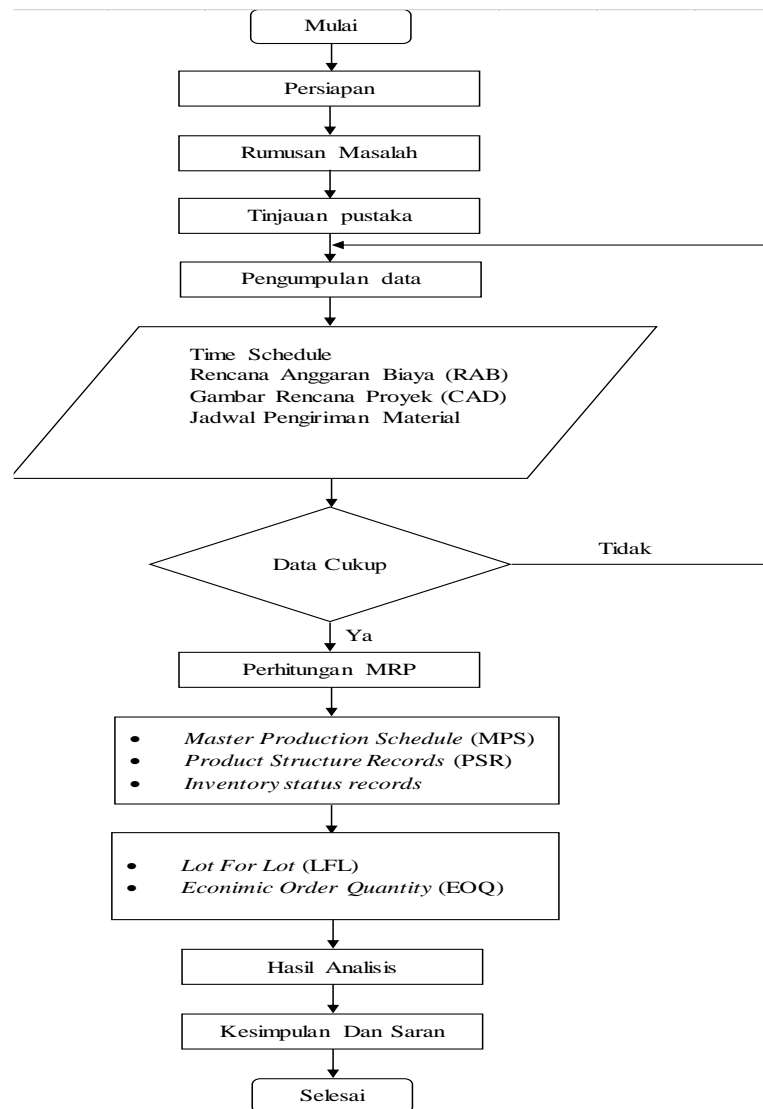 Mulai
Persiapan
Rumusan Masalah
Tinjauan pustaka
Pengumpulan data
Time Schedule
Rencana Anggaran Biaya (RAB)
Gambar Rencana Proyek (CAD)
Jadwal Pengiriman Material
Data Cukup
Tidak
Ya
Perhitungan MRP
• Master Production Schedule (MPS)
• Product Structure Records (PSR)
• Inventory status records
• Lot For Lot (LFL)
• Econimic Order Quantity (EOQ)
Hasil Analisis
Kesimpulan Dan Saran
Selesai